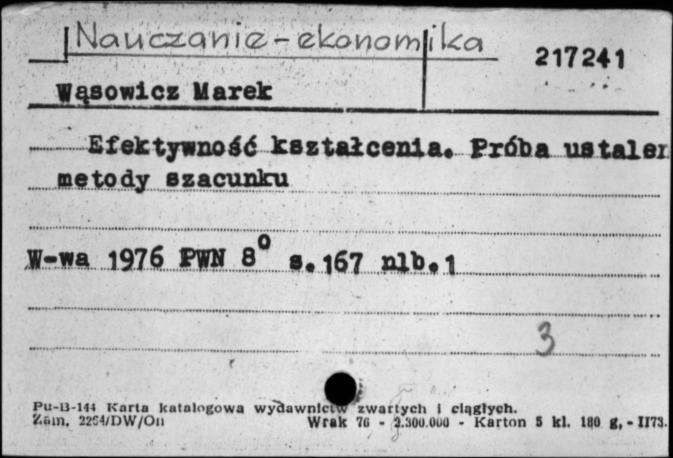 Nauczanie-ekonomika
217241
Wąsowicz Marek
Efektywność kształcenia. Próba ustaler
metody szacunku
W-wa 1976 PWN 8o s.167 nlb.1
3
Pu-B-144 Karta katalogowa wydawnictw zwartych i ciągłych.
Zam. 2254/DW/On Wrak 76 - 2.300.000 - Karton 5 kl. 180 g, - II73.